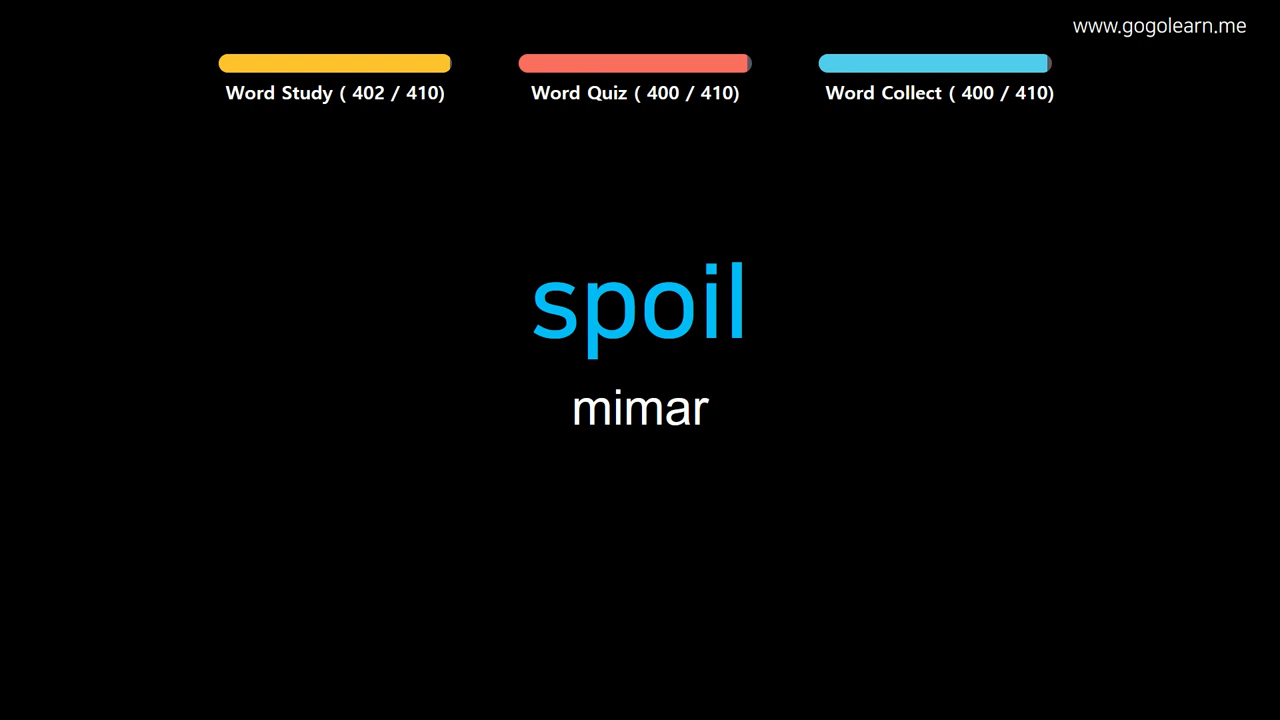 www.gogolearn.me
Word Study ( 402 / 410)
Word Quiz ( 400 / 410)
Word Collect ( 400 / 410)
spoil
mimar